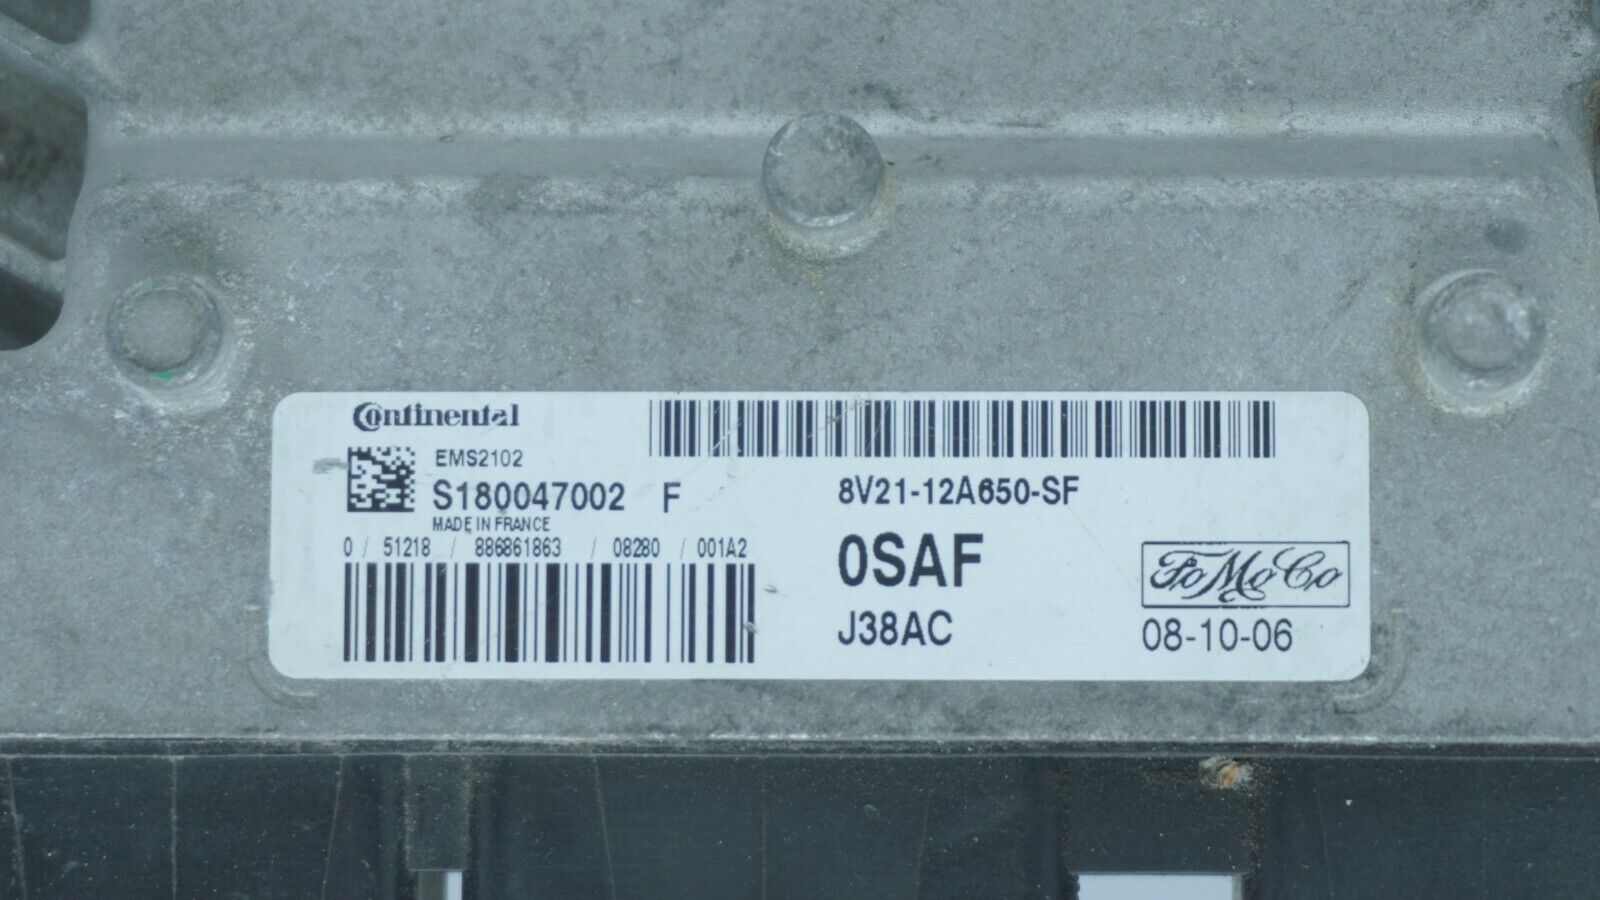 Continental
EMS2102
S180047002 F
MADE IN FRANCE
0 / 51218 / 886861863 / 08280 / 001A2
8V21-12A650-SF
0SAF
J38AC
FoMoCo
08-10-06